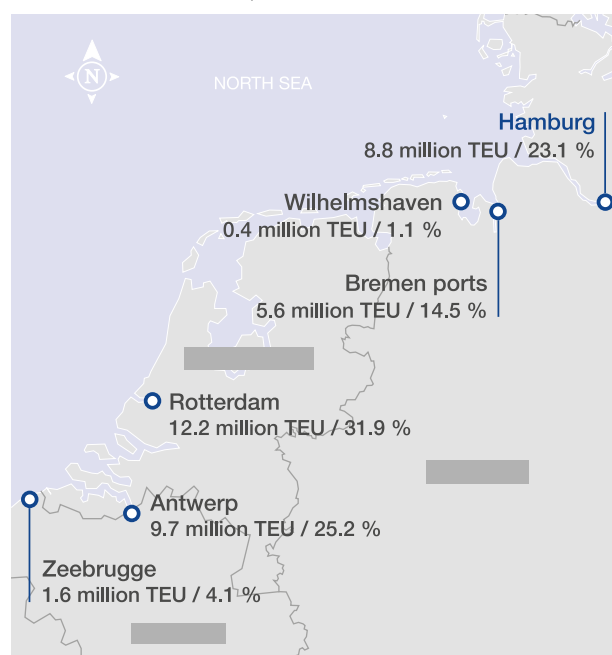 N
NORTH SEA
Hamburg
8.8 million TEU / 23.1 %
Wilhelmshaven
0.4 million TEU / 1.1 %
Bremen ports
5.6 million TEU / 14.5 %
Rotterdam
12.2 million TEU / 31.9 %
Antwerp
9.7 million TEU / 25.2 %
Zeebrugge
1.6 million TEU / 4.1 %